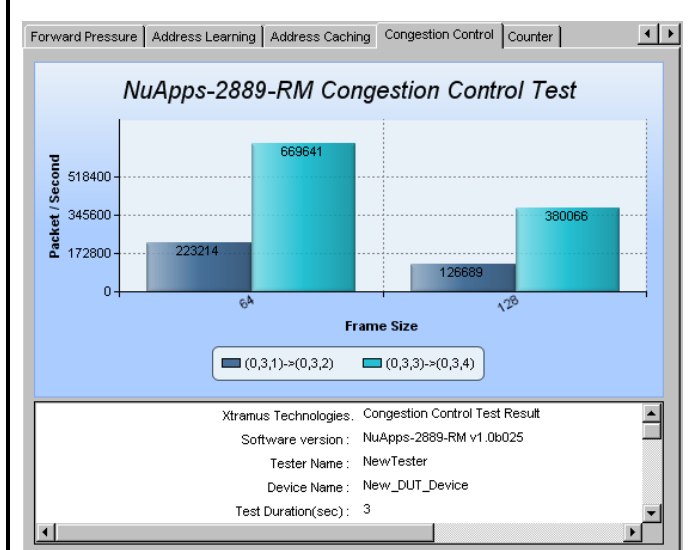 Forward Pressure Address Learning Address Caching Congestion Control Counter
NuApps-2889-RM Congestion Control Test
Packet / Second
518400
345600
172800
0
669641
223214
380066
126689
64
128
Frame Size
(0,3,1)->(0,3,2) (0,3,3)->(0,3,4)
Xtramus Technologies. Congestion Control Test Result
Software version : NuApps-2889-RM v1.0b025
Tester Name : NewTester
Device Name : New_DUT_Device
Test Duration(sec) : 3